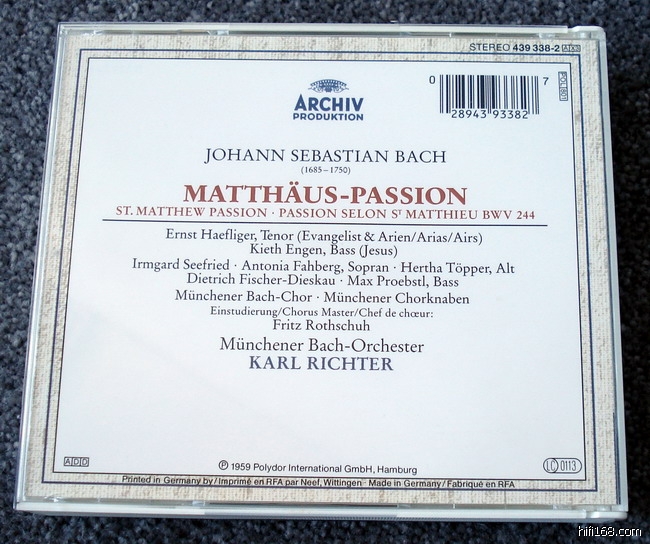 STEREO 439 338-2 AX3
ARCHIV
PRODUKTION
0 28943 93382 7
POL 801
JOHANN SEBASTIAN BACH
(1685–1750)
MATTHÄUS-PASSION
ST. MATTHEW PASSION · PASSION SELON Sᵗ MATTHIEU BWV 244
Ernst Haefliger, Tenor (Evangelist & Arien/Arias/Airs)
Kieth Engen, Bass (Jesus)
Irmgard Seefried · Antonia Fahberg, Sopran · Hertha Töpper, Alt
Dietrich Fischer-Dieskau · Max Proebstl, Bass
Münchener Bach-Chor · Münchener Chorknaben
Einstudierung/Chorus Master/Chef de chœur:
Fritz Rothschuh
Münchener Bach-Orchester
KARL RICHTER
ADD
℗ 1959 Polydor International GmbH, Hamburg
LC 0113
Printed in Germany by/Imprimé en RFA par Neef, Wittingen Made in Germany/Fabriqué en RFA
hifi168.com